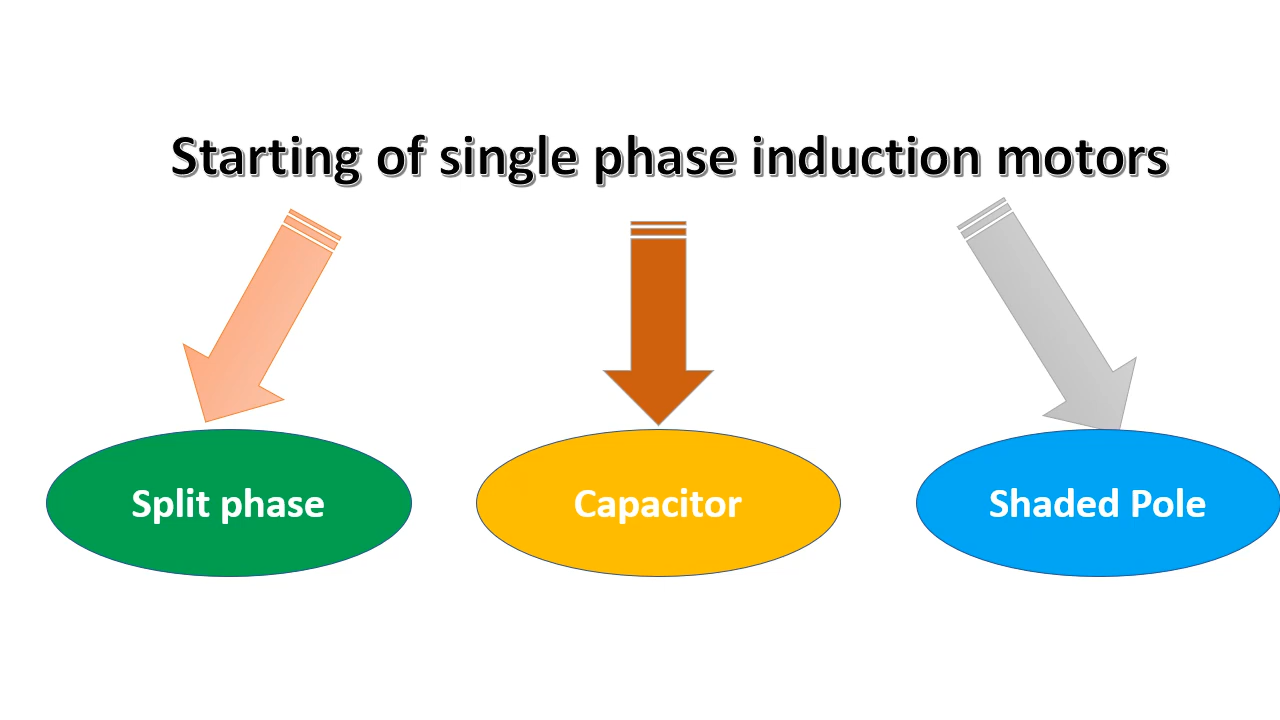 Starting of single phase induction motors
Split phase
Capacitor
Shaded Pole